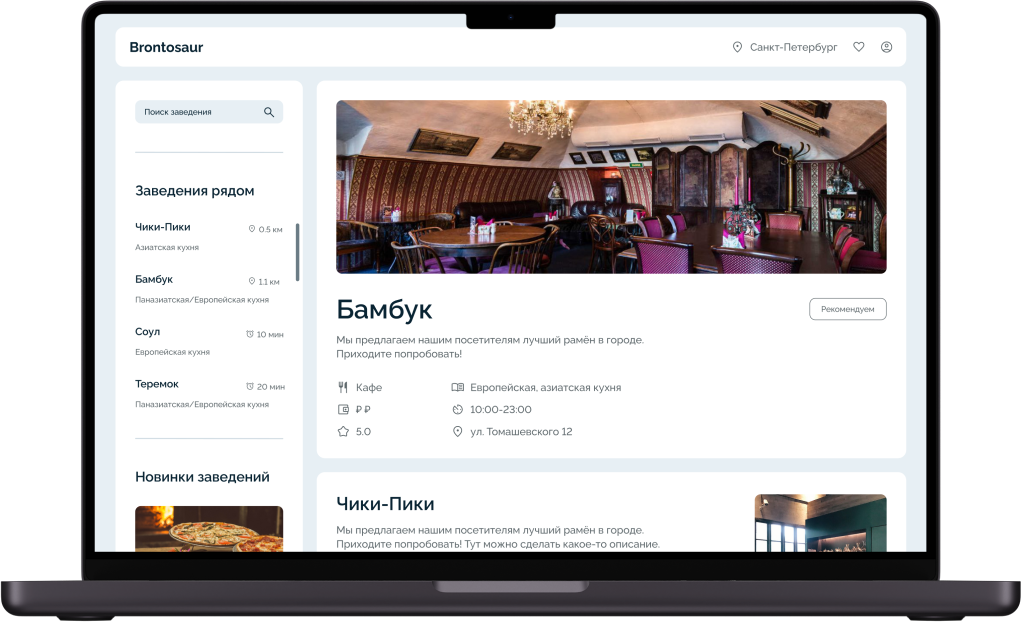 Brontosaur
Санкт-Петербург
Поиск заведения
Заведения рядом
Чики-Пики
0.5 км
Азиатская кухня
Бамбук
1.1 км
Паназиатская/Европейская кухня
Соул
10 мин
Европейская кухня
Теремок
20 мин
Паназиатская/Европейская кухня
Новинки заведений
Бамбук
Рекомендуем
Мы предлагаем нашим посетителям лучший рамён в городе.
Приходите попробовать!
Кафе
Европейская, азиатская кухня
₽ ₽
10:00-23:00
5.0
ул. Томашевского 12
Чики-Пики
Мы предлагаем нашим посетителям лучший рамён в городе.
Приходите попробовать! Тут можно сделать какое-то описание.